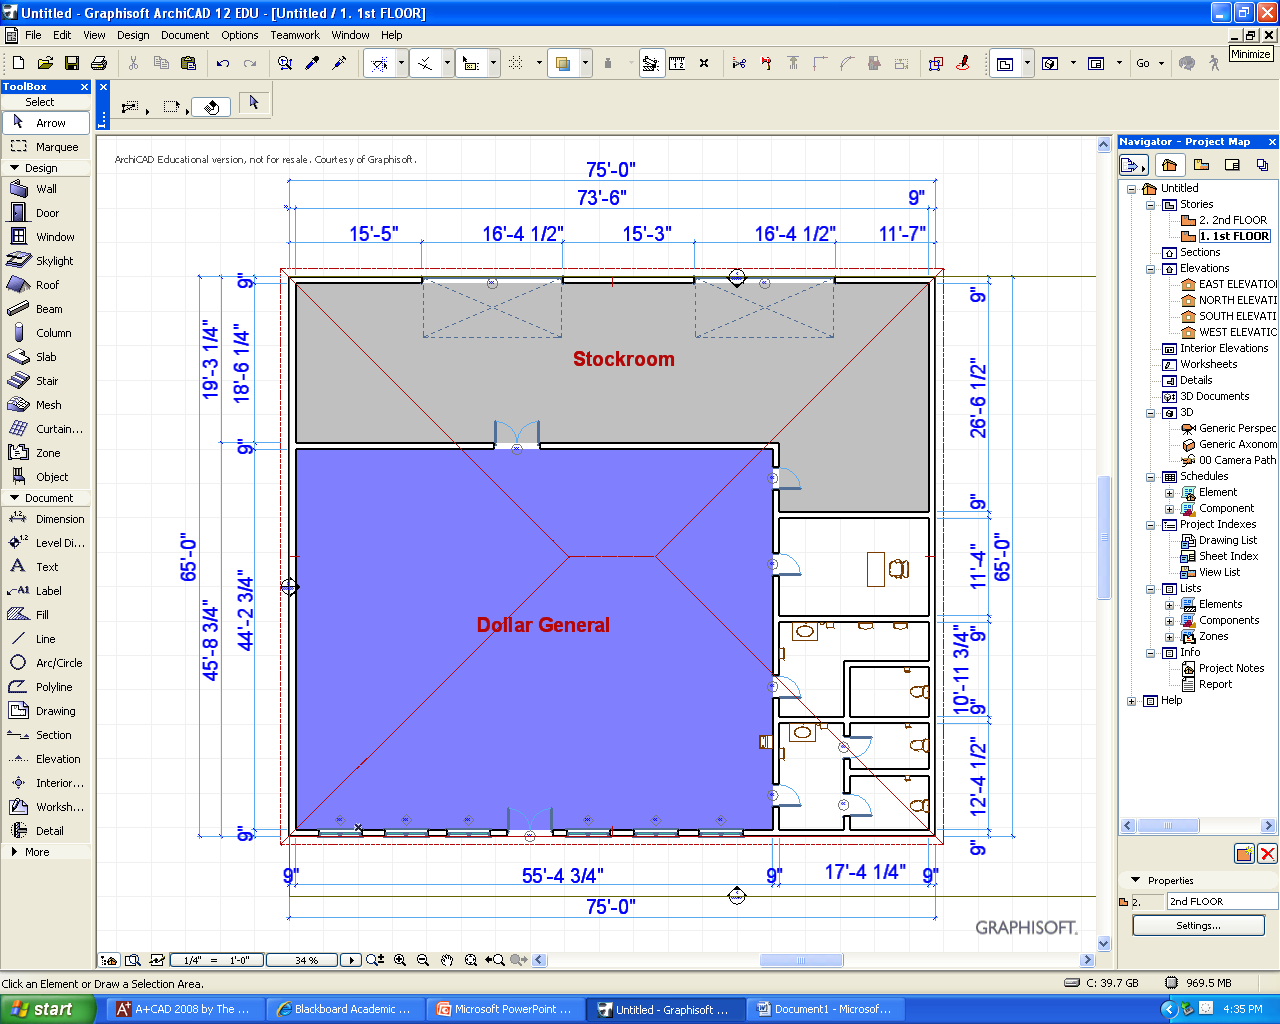 Untitled - Graphisoft ArchiCAD 12 EDU - [Untitled / 1. 1st FLOOR]
File Edit View Design Document Options Teamwork Window Help
Go
Minimize
ToolBox
Select
Arrow
Marquee
Design
Wall
Door
Window
Skylight
Roof
Beam
Column
Slab
Stair
Mesh
Curtain...
Zone
Object
Document
Dimension
Level Di...
Text
Label
Fill
Line
Arc/Circle
Polyline
Drawing
Section
Elevation
Interior...
Worksh...
Detail
More
ArchiCAD Educational version, not for resale. Courtesy of Graphisoft.
75'-0"
73'-6" 9"
15'-5" 16'-4 1/2" 15'-3" 16'-4 1/2" 11'-7"
9"
19'-3 1/4"
18'-6 1/4"
9"
65'-0"
45'-8 3/4"
44'-2 3/4"
9"
Stockroom
Dollar General
9"
26'-6 1/2"
9"
11'-4"
65'-0"
9"
10'-11 3/4"
9"
12'-4 1/2"
9"
9" 55'-4 3/4" 9" 17'-4 1/4" 9"
75'-0"
GRAPHISOFT.
1/4" = 1'-0" 34 %
Navigator - Project Map
Untitled
Stories
2. 2nd FLOOR
1. 1st FLOOR
Sections
Elevations
EAST ELEVATIO
NORTH ELEVATI
SOUTH ELEVATI
WEST ELEVATIC
Interior Elevations
Worksheets
Details
3D Documents
3D
Generic Perspec
Generic Axonom
00 Camera Path
Schedules
Element
Component
Project Indexes
Drawing List
Sheet Index
View List
Lists
Elements
Components
Zones
Info
Project Notes
Report
Help
Properties
2. 2nd FLOOR
Settings...
Click an Element or Draw a Selection Area.
C: 39.7 GB 969.5 MB
start
A+CAD 2008 by The ...
Blackboard Academic ...
Microsoft PowerPoint ...
Untitled - Graphisoft ...
Document1 - Microsof...
4:35 PM